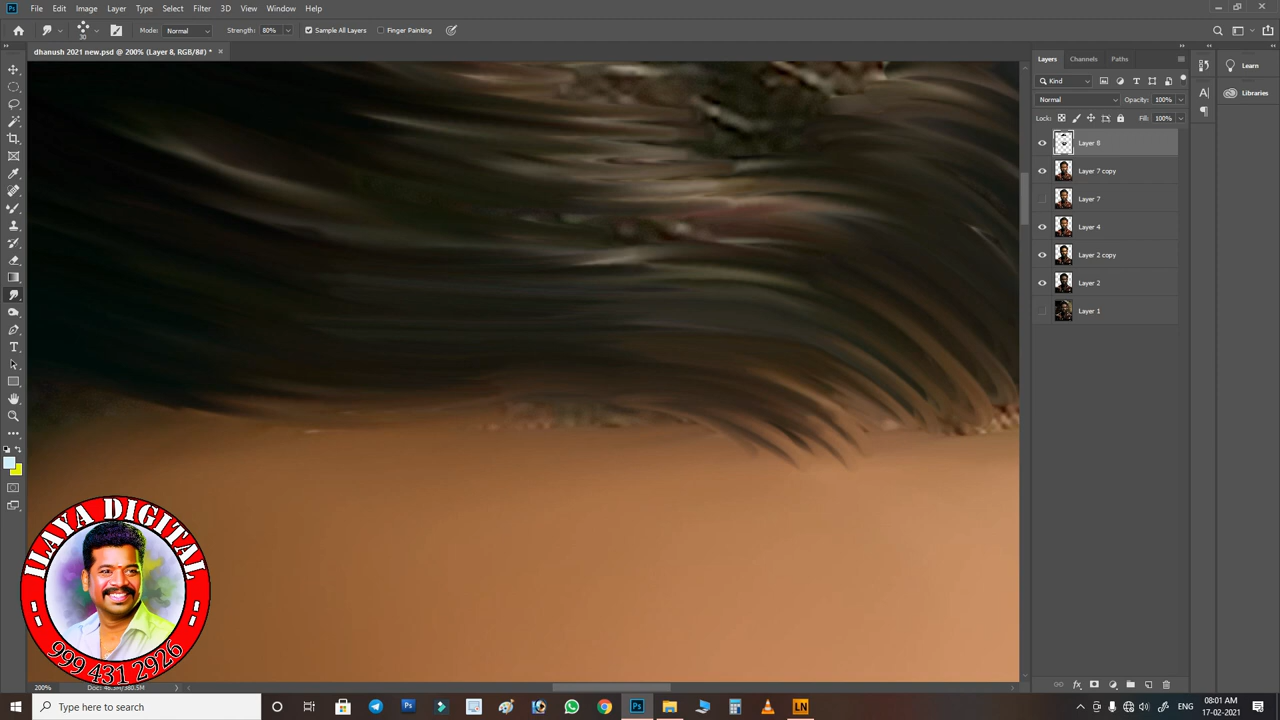 Ps File Edit Image Layer Type Select Filter 3D View Window Help
30 Mode: Normal Strength: 80% Sample All Layers Finger Painting
dhanush 2021 new.psd @ 200% (Layer 8, RGB/8#) * ×
Layers Channels Paths
Learn
Libraries
Kind
Normal Opacity: 100%
Lock: Fill: 100%
Layer 8
Layer 7 copy
Layer 7
Layer 4
Layer 2 copy
Layer 2
Layer 1
ILAYA DIGITAL
999 431 2926
200%
Type here to search
ENG
08:01 AM
17-02-2021